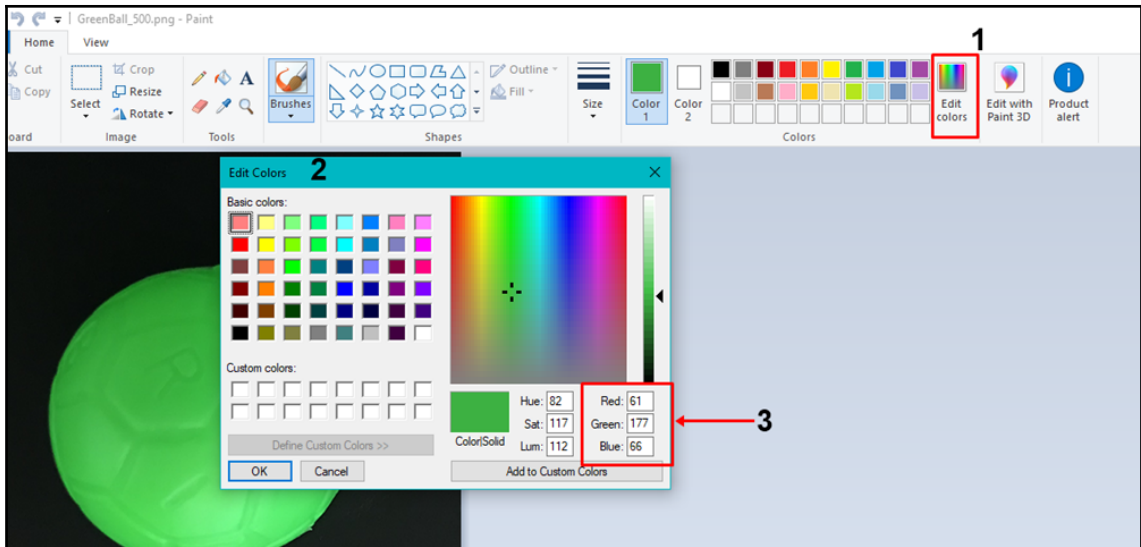 GreenBall_500.png - Paint
Home View
1
Cut
Copy
Select
Crop
Resize
Rotate
A
Brushes
Outline
Fill
Size
Color 1
Color 2
Edit colors
Edit with Paint 3D
Product alert
oard
Image
Tools
Shapes
Colors
Edit Colors
2
Basic colors:
Custom colors:
Define Custom Colors >>
OK
Cancel
Color|Solid
Hue: 82
Sat: 117
Lum: 112
Red: 61
Green: 177
Blue: 66
3
Add to Custom Colors